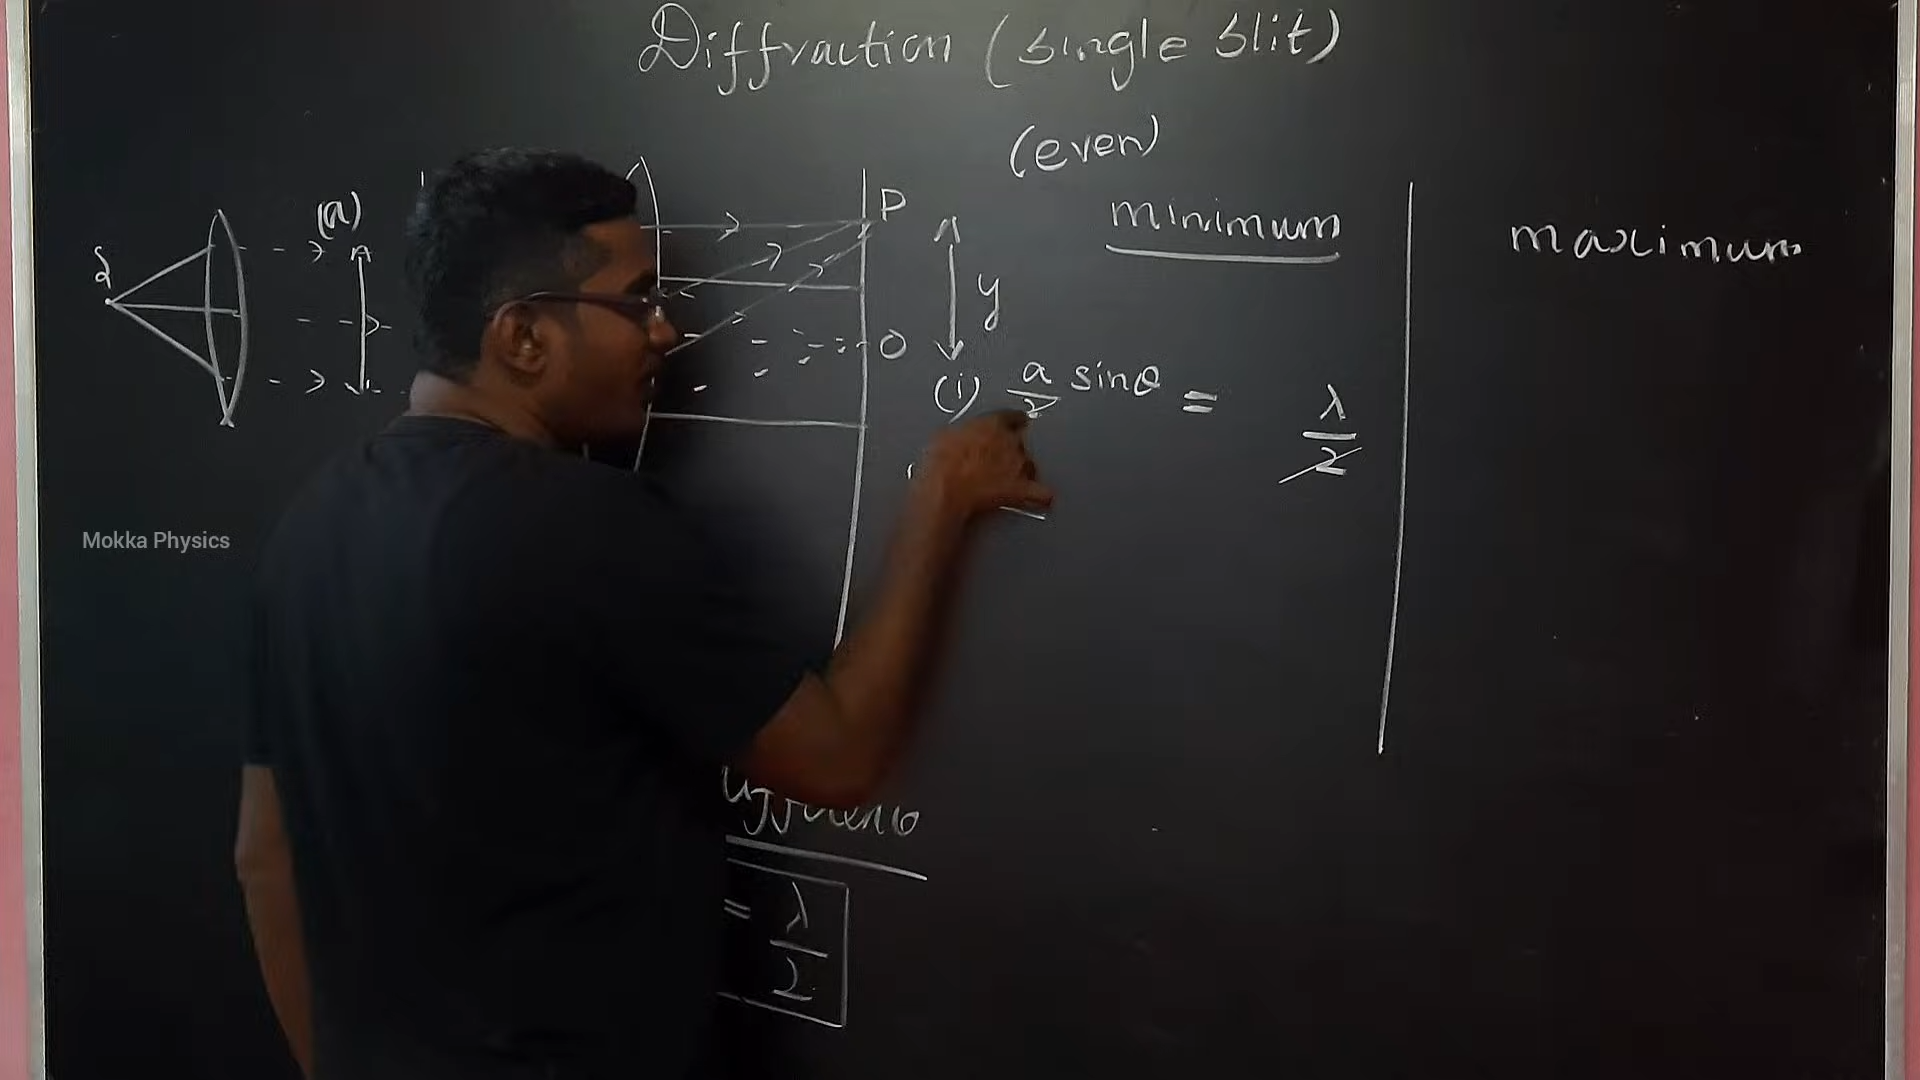 Diffraction (single slit)
(even)
minimum
maximum
(a)
S
P
y
O
(i) a/2 sinθ = λ/2
Mokka Physics
= λ/2